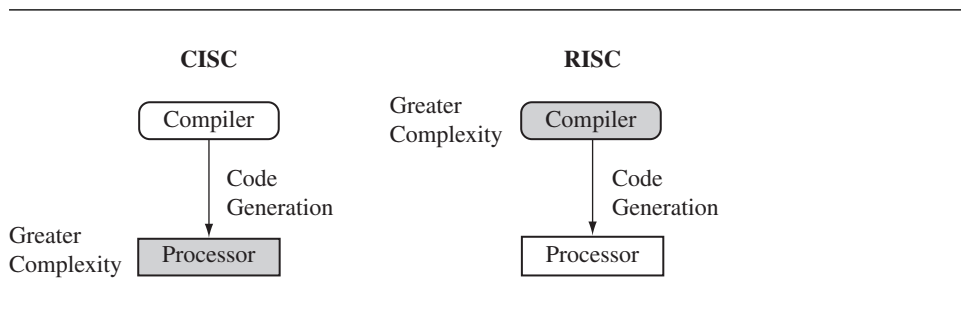 CISC
Compiler
Code
Generation
Greater
Complexity
Processor
RISC
Greater
Complexity
Compiler
Code
Generation
Processor